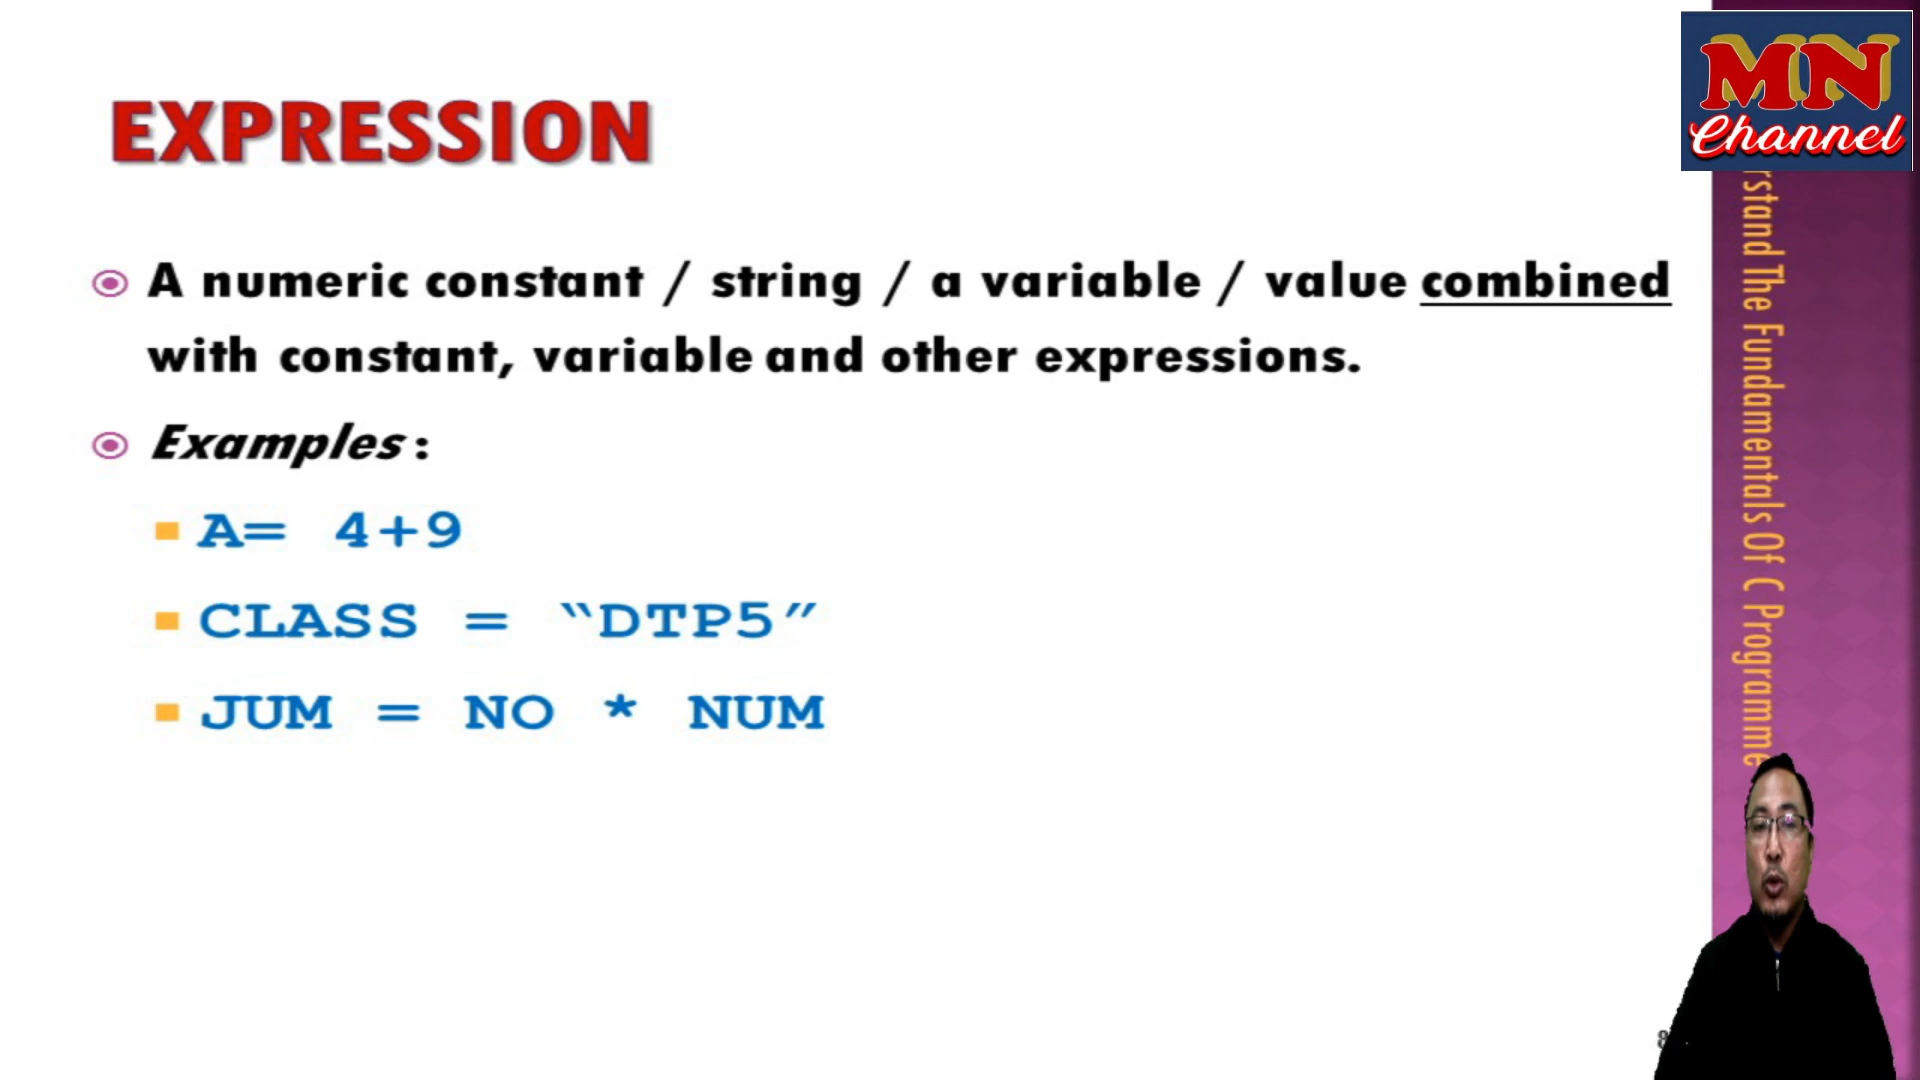 EXPRESSION
A numeric constant / string / a variable / value combined
with constant, variable and other expressions.
Examples :
A= 4+9
CLASS = “DTP5”
JUM = NO * NUM
MN
Channel
The Fundamentals Of C Programme
8